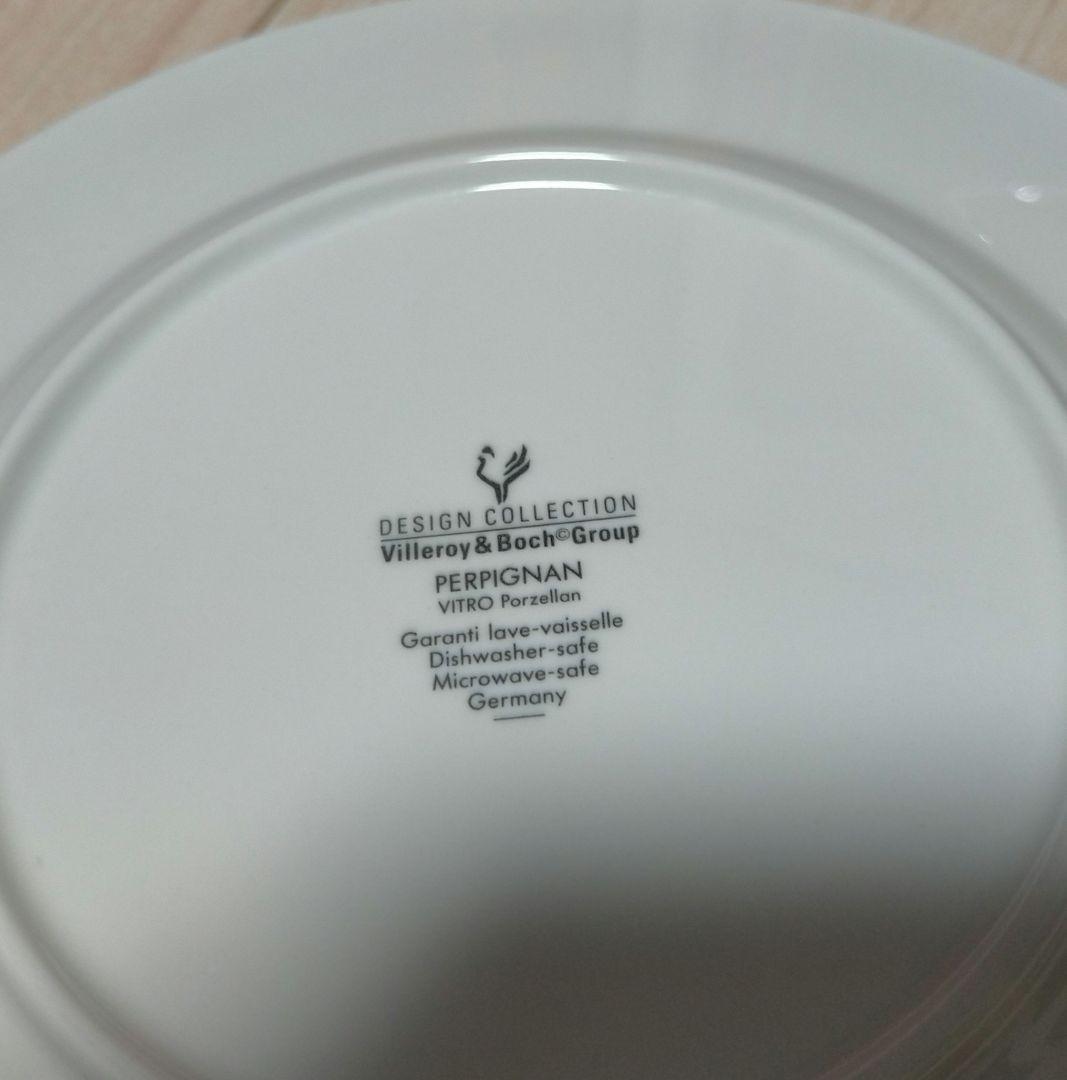 DESIGN COLLECTION
Villeroy & Boch©Group
PERPIGNAN
VITRO Porzellan
Garanti lave-vaisselle
Dishwasher-safe
Microwave-safe
Germany